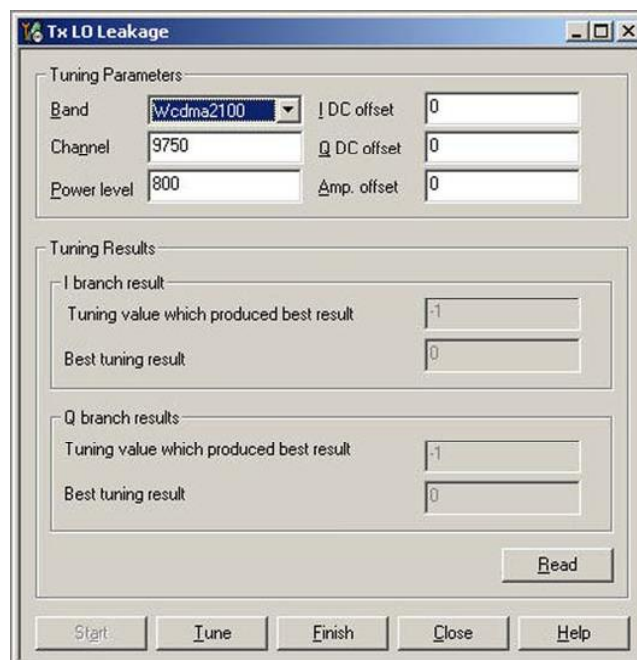 Tx LO Leakage
Tuning Parameters
Band Wcdma2100 I DC offset 0
Channel 9750 Q DC offset 0
Power level 800 Amp. offset 0
Tuning Results
I branch result
Tuning value which produced best result -1
Best tuning result 0
Q branch results
Tuning value which produced best result -1
Best tuning result 0
Read
Start Tune Finish Close Help